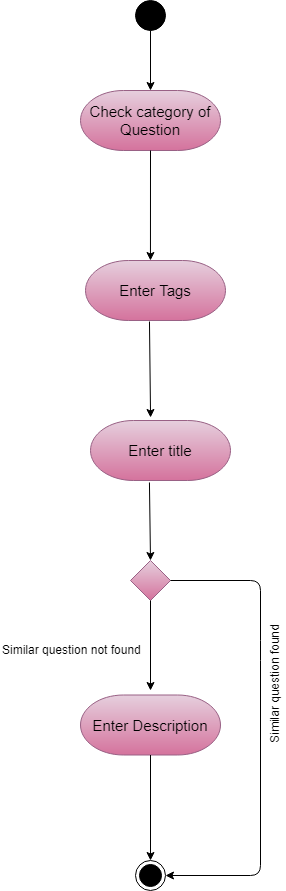 Check category of
Question
Enter Tags
Enter title
Similar question not found
Similar question found
Enter Description